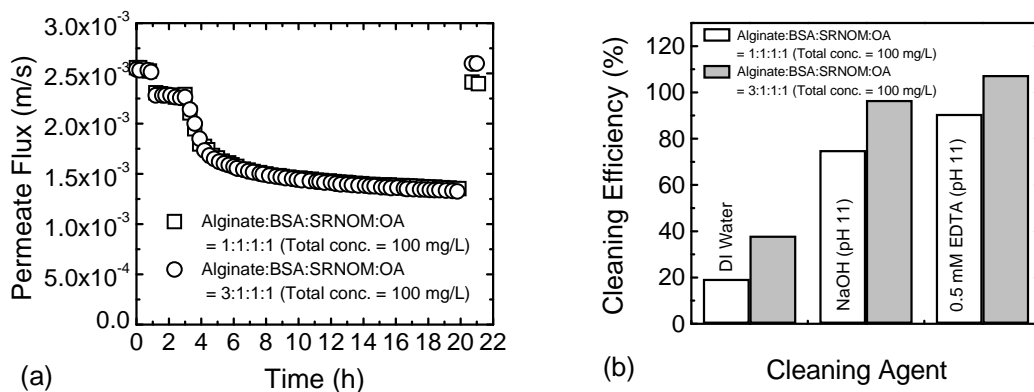 3.0x10⁻³
2.5x10⁻³
2.0x10⁻³
1.5x10⁻³
1.0x10⁻³
5.0x10⁻⁴
0.0
Permeate Flux (m/s)
Alginate:BSA:SRNOM:OA
= 1:1:1:1 (Total conc. = 100 mg/L)
Alginate:BSA:SRNOM:OA
= 3:1:1:1 (Total conc. = 100 mg/L)
0 2 4 6 8 10 12 14 16 18 20 22
Time (h)
(a)
120
100
80
60
40
20
0
Cleaning Efficiency (%)
Alginate:BSA:SRNOM:OA
= 1:1:1:1 (Total conc. = 100 mg/L)
Alginate:BSA:SRNOM:OA
= 3:1:1:1 (Total conc. = 100 mg/L)
DI Water
NaOH (pH 11)
0.5 mM EDTA (pH 11)
Cleaning Agent
(b)